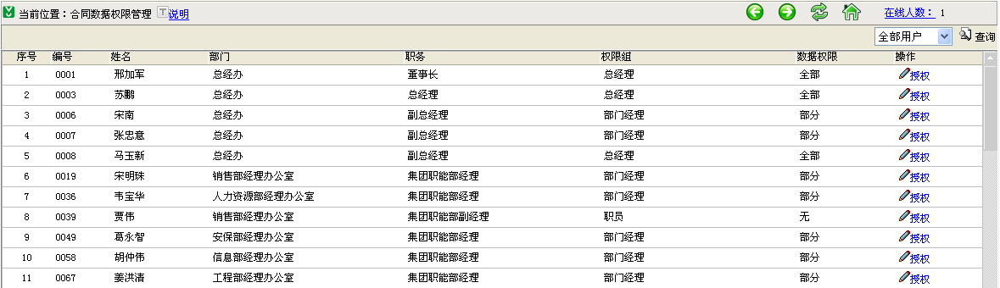 当前位置：合同数据权限管理 说明 在线人数： 1
全部用户 查询
序号 编号 姓名 部门 职务 权限组 数据权限 操作
1 0001 邢加军 总经办 董事长 总经理 全部 授权
2 0003 苏鹏 总经办 总经理 总经理 全部 授权
3 0006 宋南 总经办 副总经理 部门经理 部分 授权
4 0007 张忠意 总经办 副总经理 部门经理 部分 授权
5 0008 马玉新 总经办 副总经理 总经理 全部 授权
6 0019 宋明珠 销售部经理办公室 集团职能部经理 部门经理 部分 授权
7 0036 韦宝华 人力资源部经理办公室 集团职能部经理 部门经理 部分 授权
8 0039 贾伟 销售部经理办公室 集团职能部副经理 职员 无 授权
9 0049 葛永智 安保部经理办公室 集团职能部经理 部门经理 部分 授权
10 0058 胡仲伟 信息部经理办公室 集团职能部经理 部门经理 部分 授权
11 0067 姜洪清 工程部经理办公室 集团职能部经理 部门经理 部分 授权